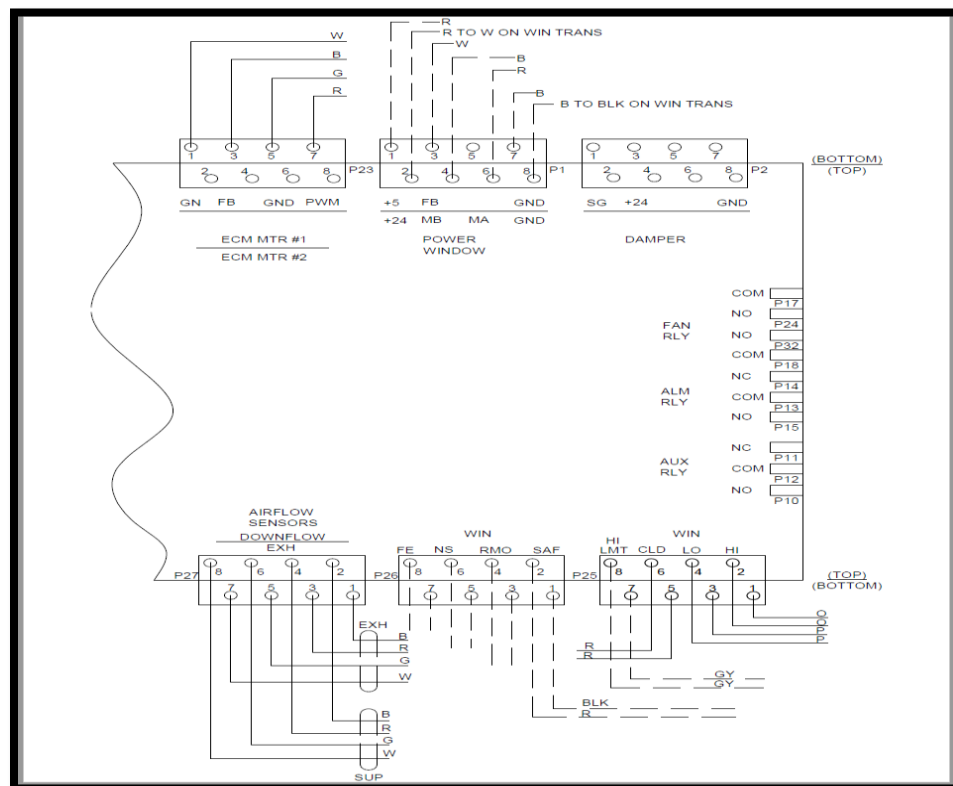 R
R TO W ON WIN TRANS
W
W
B
B
G
R
R
B
B TO BLK ON WIN TRANS
1 3 5 7
2 4 6 8
P23
1 3 5 7
2 4 6 8
P1
1 3 5 7
2 4 6 8
P2
(BOTTOM)
(TOP)
GN FB GND PWM
+5 FB GND
SG +24 GND
+24 MB MA GND
ECM MTR #1
ECM MTR #2
POWER
WINDOW
DAMPER
COM
P17
NO
P24
FAN
RLY
NO
P32
COM
P18
NC
P14
ALM
RLY
COM
P13
NO
P15
NC
P11
AUX
RLY
COM
P12
NO
P10
AIRFLOW
SENSORS
DOWNFLOW
EXH
WIN
FE NS RMO SAF
WIN
HI
LMT CLD LO HI
P27
8 6 4 2
7 5 3 1
P26
8 6 4 2
7 5 3 1
P25
8 6 4 2
7 5 3 1
(TOP)
(BOTTOM)
EXH
B
R
G
W
O
O
P
P
R
R
GY
GY
BLK
R
B
R
G
W
SUP